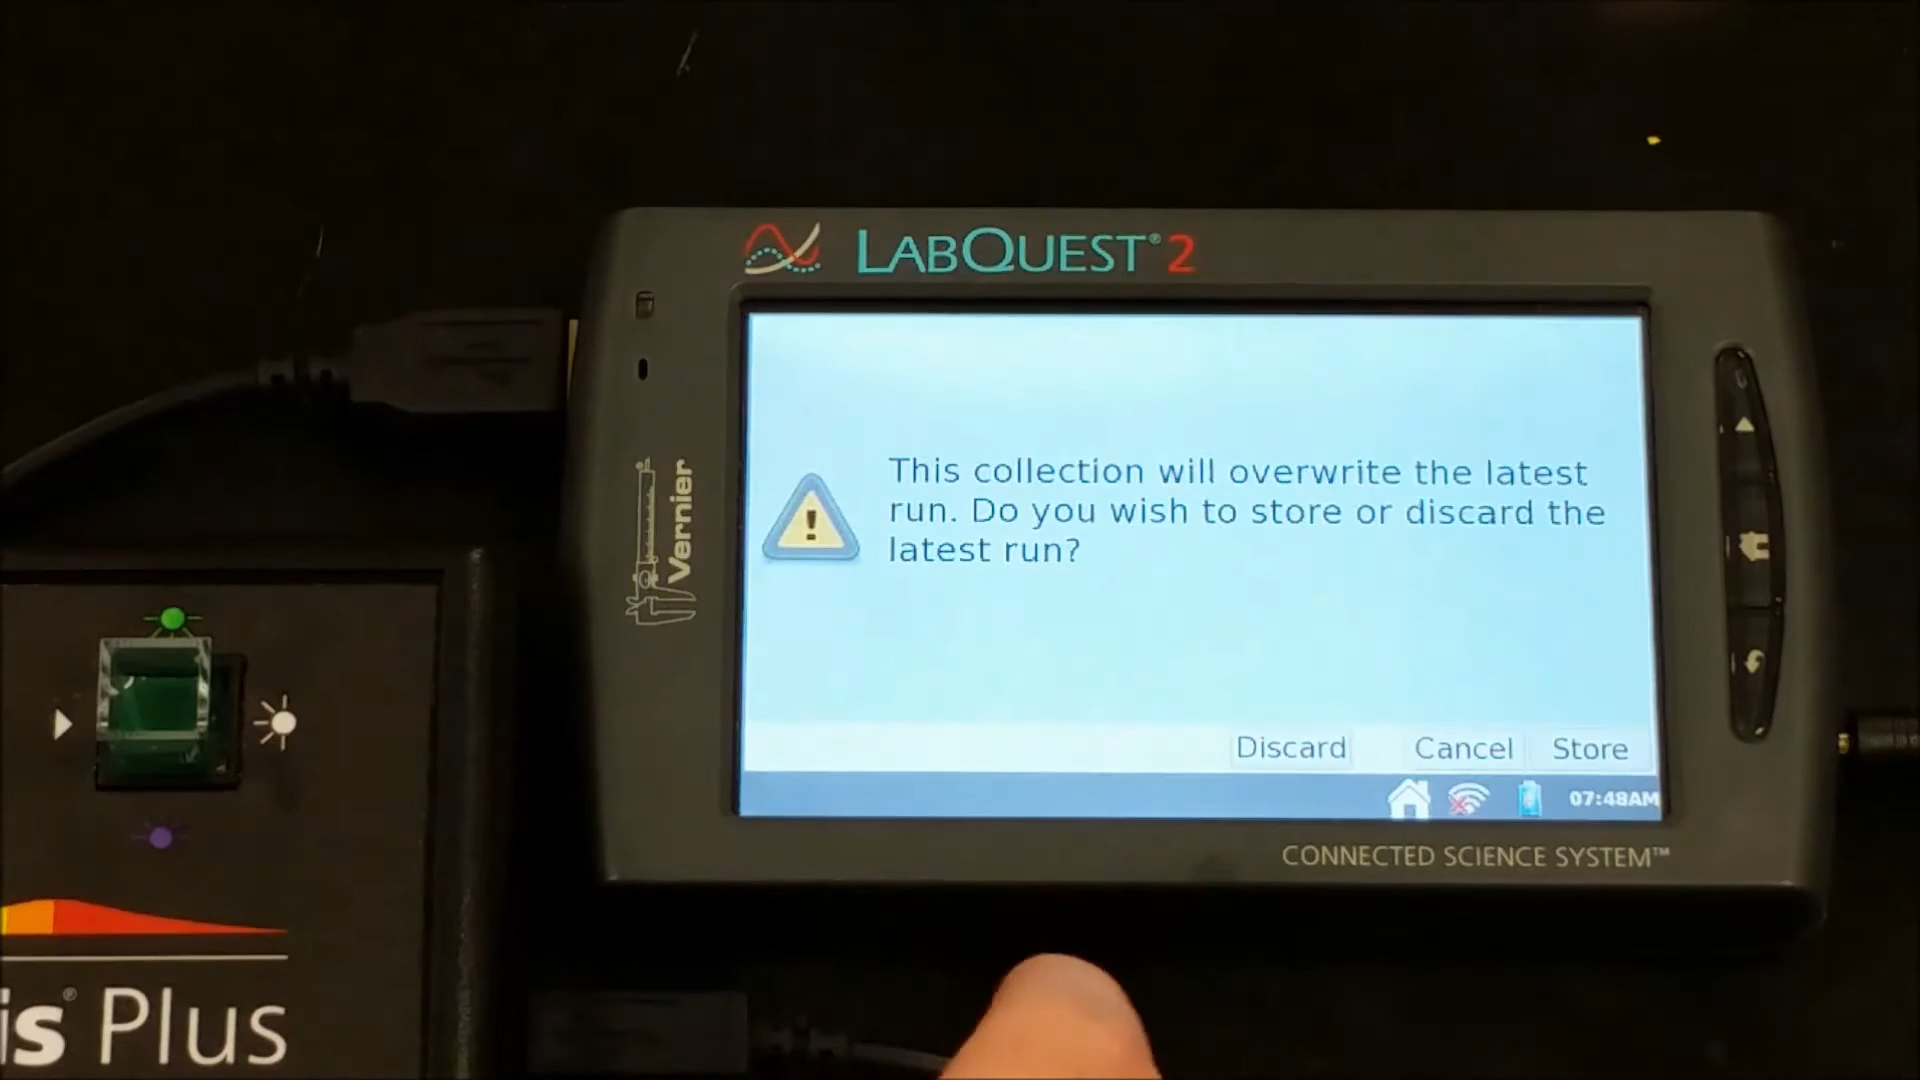 LABQUEST® 2
Vernier
This collection will overwrite the latest
run. Do you wish to store or discard the
latest run?
Discard Cancel Store
07:48AM
CONNECTED SCIENCE SYSTEM™
is® Plus